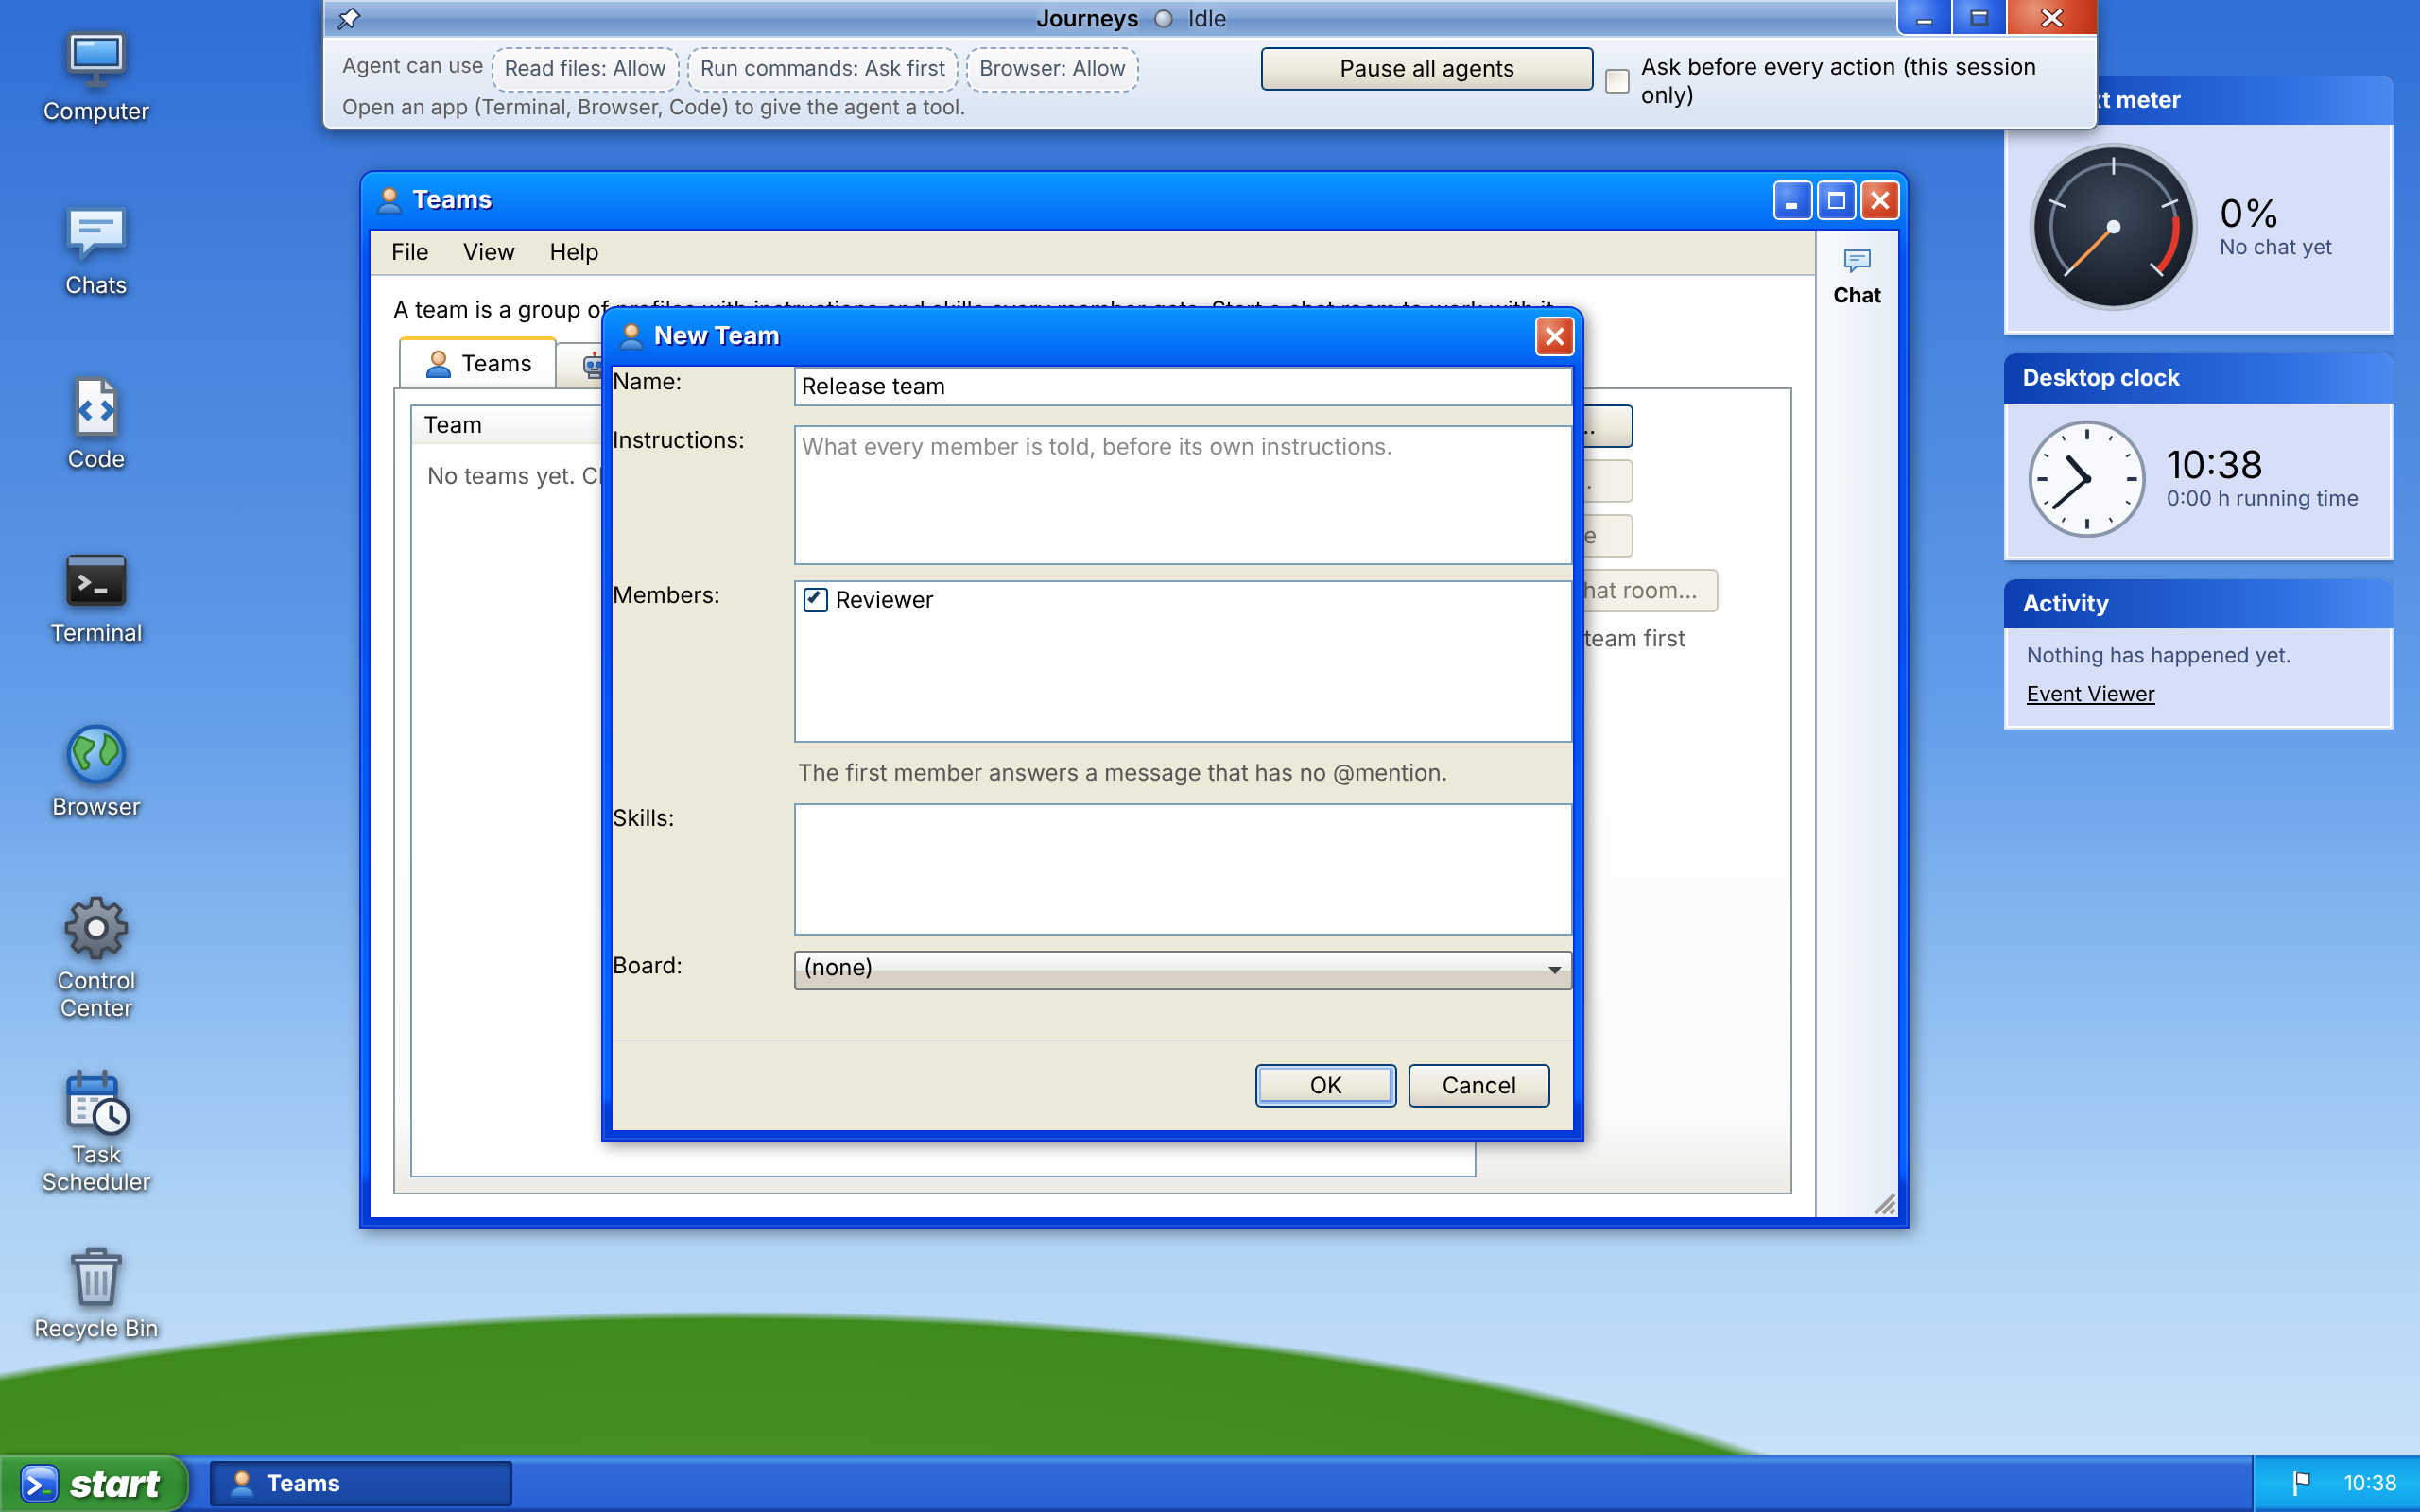 Journeys Idle
Agent can use Read files: Allow Run commands: Ask first Browser: Allow
Open an app (Terminal, Browser, Code) to give the agent a tool.
Pause all agents
Ask before every action (this session
only)
Computer
Chats
Code
Terminal
Browser
Control
Center
Task
Scheduler
Recycle Bin
Teams
File View Help
A team is a group of
Teams
Team
No teams yet.
hat room...
team first
Chat
New Team
Name: Release team
Instructions: What every member is told, before its own instructions.
Members: Reviewer
The first member answers a message that has no @mention.
Skills:
Board: (none)
OK Cancel
meter
0%
No chat yet
Desktop clock
10:38
0:00 h running time
Activity
Nothing has happened yet.
Event Viewer
start
Teams
10:38